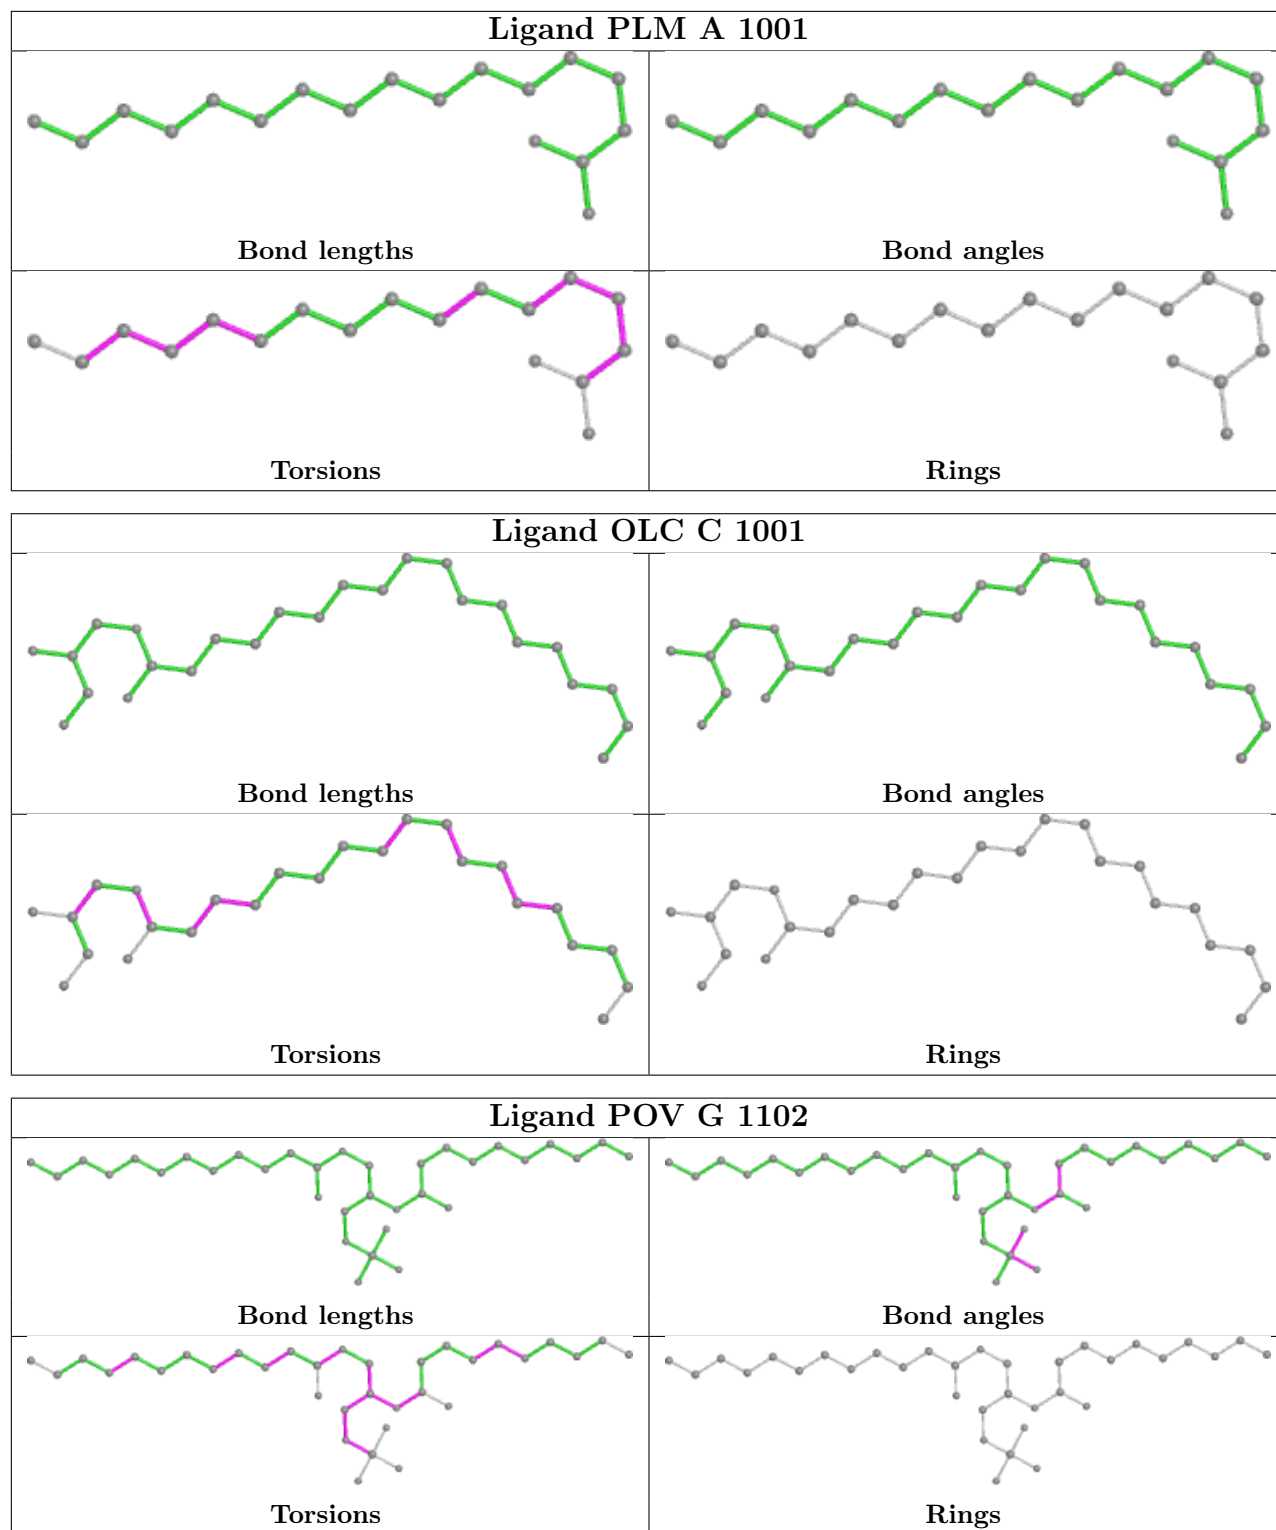 Ligand PLM A 1001
Bond lengths
Bond angles
Torsions
Rings
Ligand OLC C 1001
Bond lengths
Bond angles
Torsions
Rings
Ligand POV G 1102
Bond lengths
Bond angles
Torsions
Rings